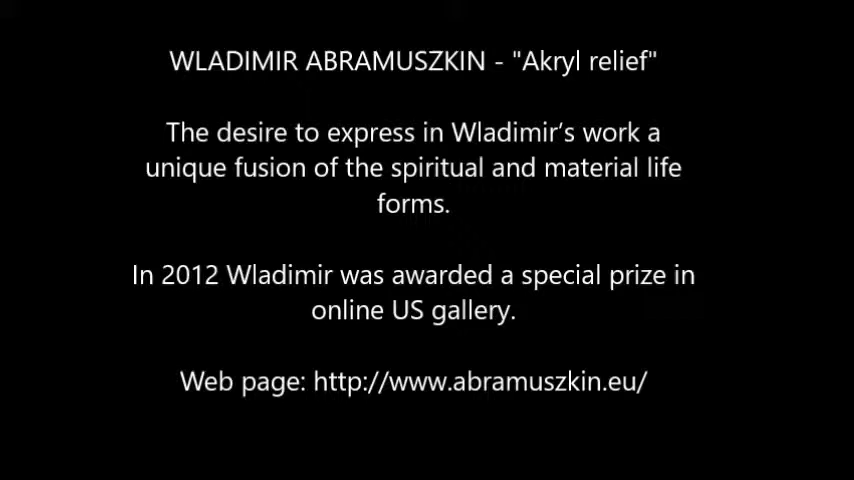 WLADIMIR ABRAMUSZKIN - "Akryl relief"
The desire to express in Wladimir’s work a
unique fusion of the spiritual and material life
forms.
In 2012 Wladimir was awarded a special prize in
online US gallery.
Web page: http://www.abramuszkin.eu/